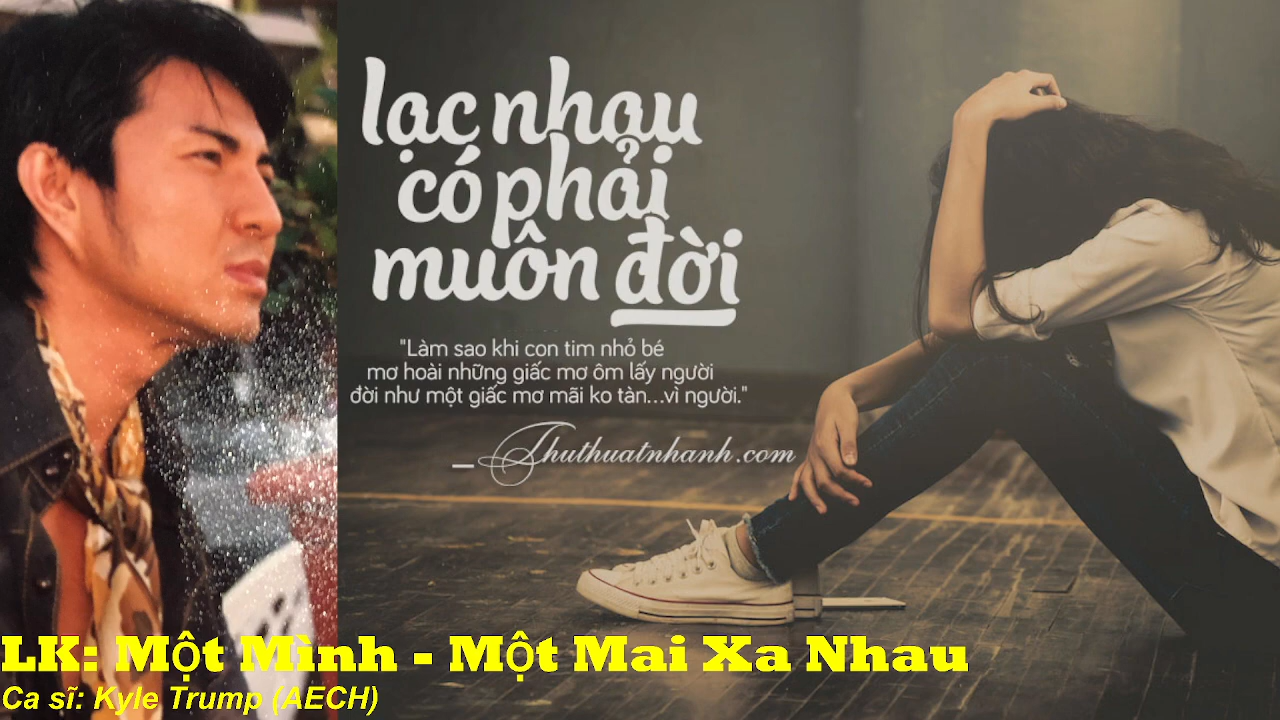 lạc nhau
có phải
muôn đời
"Làm sao khi con tim nhỏ bé
mơ hoài những giấc mơ ôm lấy người
đời như một giấc mơ mãi ko tàn...vì người."
_ Thuthuatnhanh.com
LK: Một Mình - Một Mai Xa Nhau
Ca sĩ: Kyle Trump (AECH)